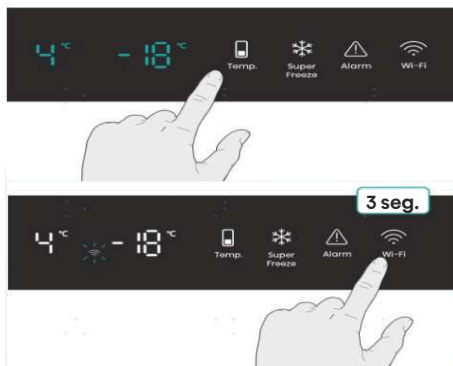 4 °C -18 °C
Temp. Super Freeze Alarm Wi-Fi
3 seg.
4 °C -18 °C
Temp. Super Freeze Alarm Wi-Fi